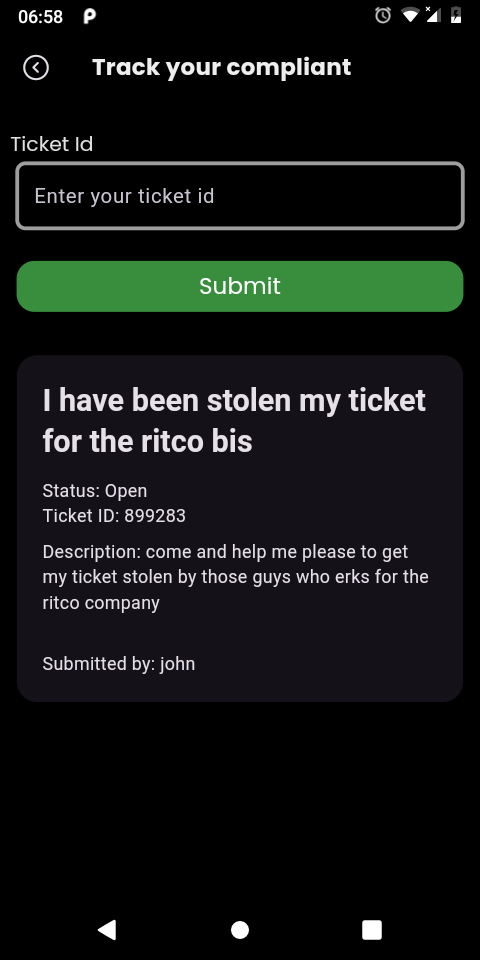 06:58
Track your compliant
Ticket Id
Enter your ticket id
Submit
I have been stolen my ticket
for the ritco bis
Status: Open
Ticket ID: 899283
Description: come and help me please to get
my ticket stolen by those guys who erks for the
ritco company
Submitted by: john